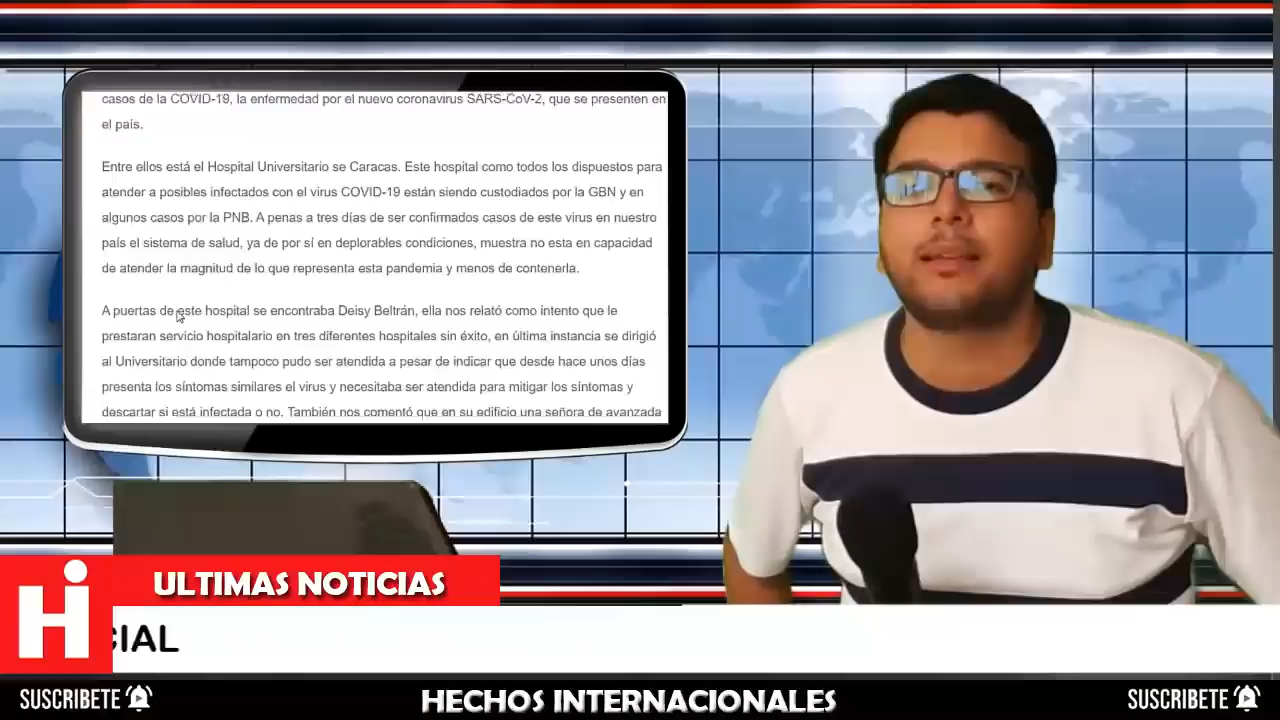 casos de la COVID-19, la enfermedad por el nuevo coronavirus SARS-CoV-2, que se presenten en
el país.
Entre ellos está el Hospital Universitario se Caracas. Este hospital como todos los dispuestos para
atender a posibles infectados con el virus COVID-19 están siendo custodiados por la GBN y en
algunos casos por la PNB. A penas a tres días de ser confirmados casos de este virus en nuestro
país el sistema de salud, ya de por sí en deplorables condiciones, muestra no esta en capacidad
de atender la magnitud de lo que representa esta pandemia y menos de contenerla.
A puertas de este hospital se encontraba Deisy Beltrán, ella nos relató como intento que le
prestaran servicio hospitalario en tres diferentes hospitales sin éxito, en última instancia se dirigió
al Universitario donde tampoco pudo ser atendida a pesar de indicar que desde hace unos días
presenta los síntomas similares el virus y necesitaba ser atendida para mitigar los síntomas y
descartar si está infectada o no. También nos comentó que en su edificio una señora de avanzada
Hi
ULTIMAS NOTICIAS
CIAL
SUSCRIBETE
HECHOS INTERNACIONALES
SUSCRIBETE